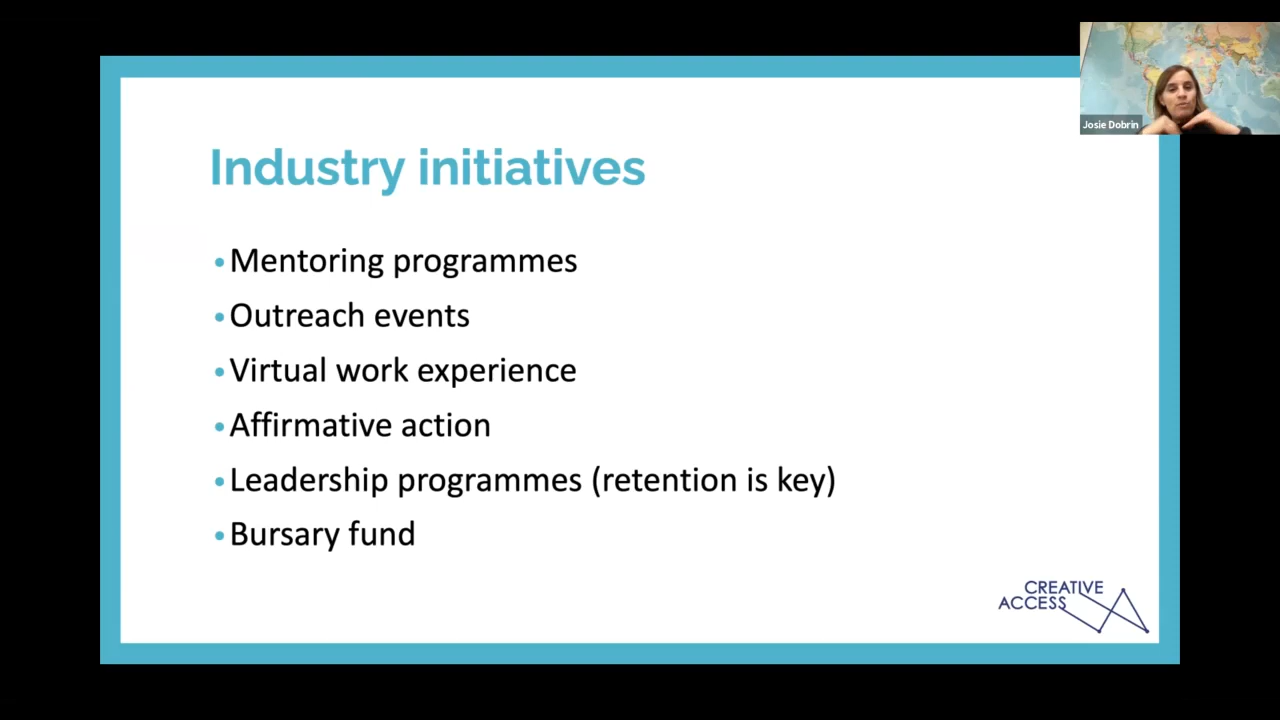 Josie Dobrin
Industry initiatives
•Mentoring programmes
•Outreach events
•Virtual work experience
•Affirmative action
•Leadership programmes (retention is key)
•Bursary fund
CREATIVE
ACCESS